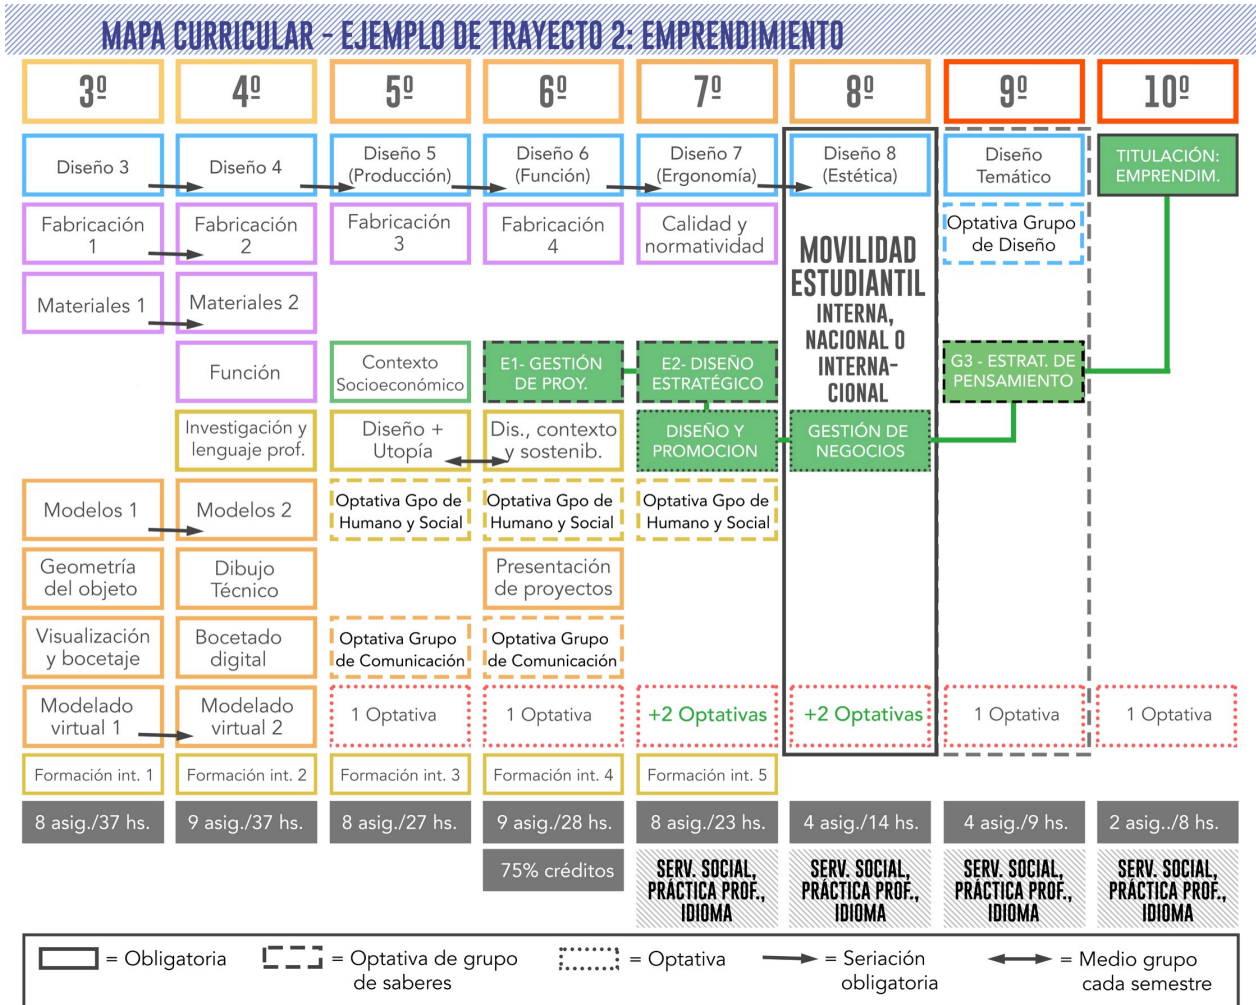 MAPA CURRICULAR - EJEMPLO DE TRAYECTO 2: EMPRENDIMIENTO
3º 4º 5º 6º 7º 8º 9º 10º
Diseño 3
Diseño 4
Diseño 5
(Producción)
Diseño 6
(Función)
Diseño 7
(Ergonomía)
Diseño 8
(Estética)
Diseño
Temático
TITULACIÓN:
EMPRENDIM.
Fabricación
1
Fabricación
2
Fabricación
3
Fabricación
4
Calidad y
normatividad
MOVILIDAD
ESTUDIANTIL
INTERNA,
NACIONAL O
INTERNA-
CIONAL
Optativa Grupo
de Diseño
Materiales 1
Materiales 2
Función
Contexto
Socioeconómico
E1- GESTIÓN
DE PROY.
E2- DISEÑO
ESTRATÉGICO
G3 - ESTRAT. DE
PENSAMIENTO
Investigación y
lenguaje prof.
Diseño +
Utopía
Dis., contexto
y sostenib.
DISEÑO Y
PROMOCION
GESTIÓN DE
NEGOCIOS
Modelos 1
Modelos 2
Optativa Gpo de
Humano y Social
Optativa Gpo de
Humano y Social
Optativa Gpo de
Humano y Social
Geometría
del objeto
Dibujo
Técnico
Presentación
de proyectos
Visualización
y bocetaje
Bocetado
digital
Optativa Grupo
de Comunicación
Optativa Grupo
de Comunicación
Modelado
virtual 1
Modelado
virtual 2
1 Optativa
1 Optativa
+2 Optativas
+2 Optativas
1 Optativa
1 Optativa
Formación int. 1
Formación int. 2
Formación int. 3
Formación int. 4
Formación int. 5
8 asig./37 hs.
9 asig./37 hs.
8 asig./27 hs.
9 asig./28 hs.
8 asig./23 hs.
4 asig./14 hs.
4 asig./9 hs.
2 asig../8 hs.
75% créditos
SERV. SOCIAL,
PRÁCTICA PROF.,
IDIOMA
SERV. SOCIAL,
PRÁCTICA PROF.,
IDIOMA
SERV. SOCIAL,
PRÁCTICA PROF.,
IDIOMA
SERV. SOCIAL,
PRÁCTICA PROF.,
IDIOMA
= Obligatoria
= Optativa de grupo
de saberes
= Optativa
= Seriación
obligatoria
= Medio grupo
cada semestre